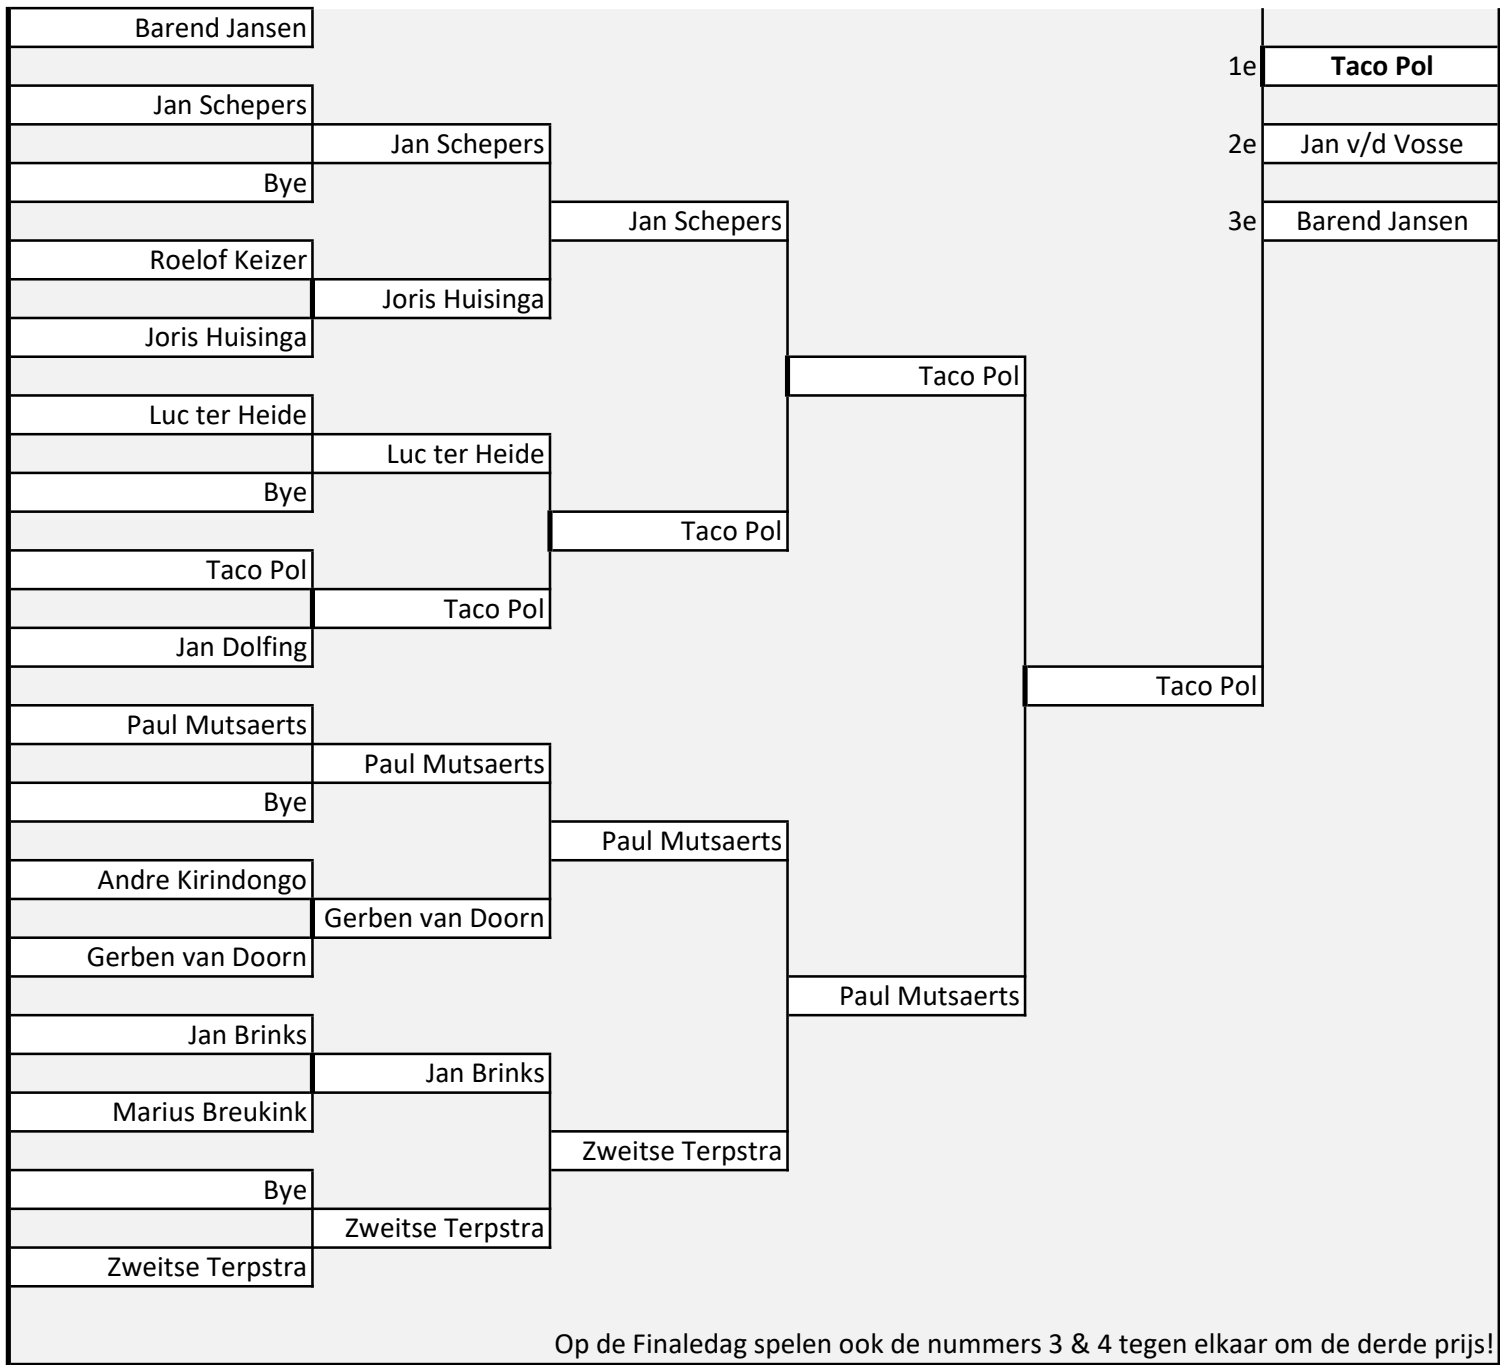 Barend Jansen
1e Taco Pol
Jan Schepers
Jan Schepers
2e Jan v/d Vosse
Bye
Jan Schepers
3e Barend Jansen
Roelof Keizer
Joris Huisinga
Joris Huisinga
Taco Pol
Luc ter Heide
Luc ter Heide
Bye
Taco Pol
Taco Pol
Taco Pol
Jan Dolfing
Taco Pol
Paul Mutsaerts
Paul Mutsaerts
Bye
Paul Mutsaerts
Andre Kirindongo
Gerben van Doorn
Gerben van Doorn
Paul Mutsaerts
Jan Brinks
Jan Brinks
Marius Breukink
Zweitse Terpstra
Bye
Zweitse Terpstra
Zweitse Terpstra
Op de Finaledag spelen ook de nummers 3 & 4 tegen elkaar om de derde prijs!